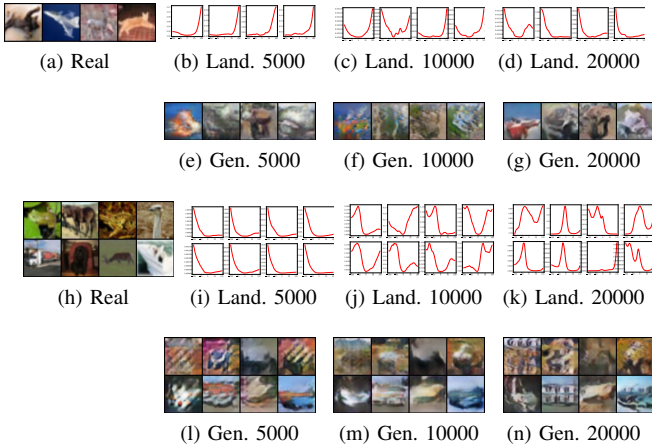 (a) Real
(b) Land. 5000
(c) Land. 10000
(d) Land. 20000
(e) Gen. 5000
(f) Gen. 10000
(g) Gen. 20000
(h) Real
(i) Land. 5000
(j) Land. 10000
(k) Land. 20000
(l) Gen. 5000
(m) Gen. 10000
(n) Gen. 20000